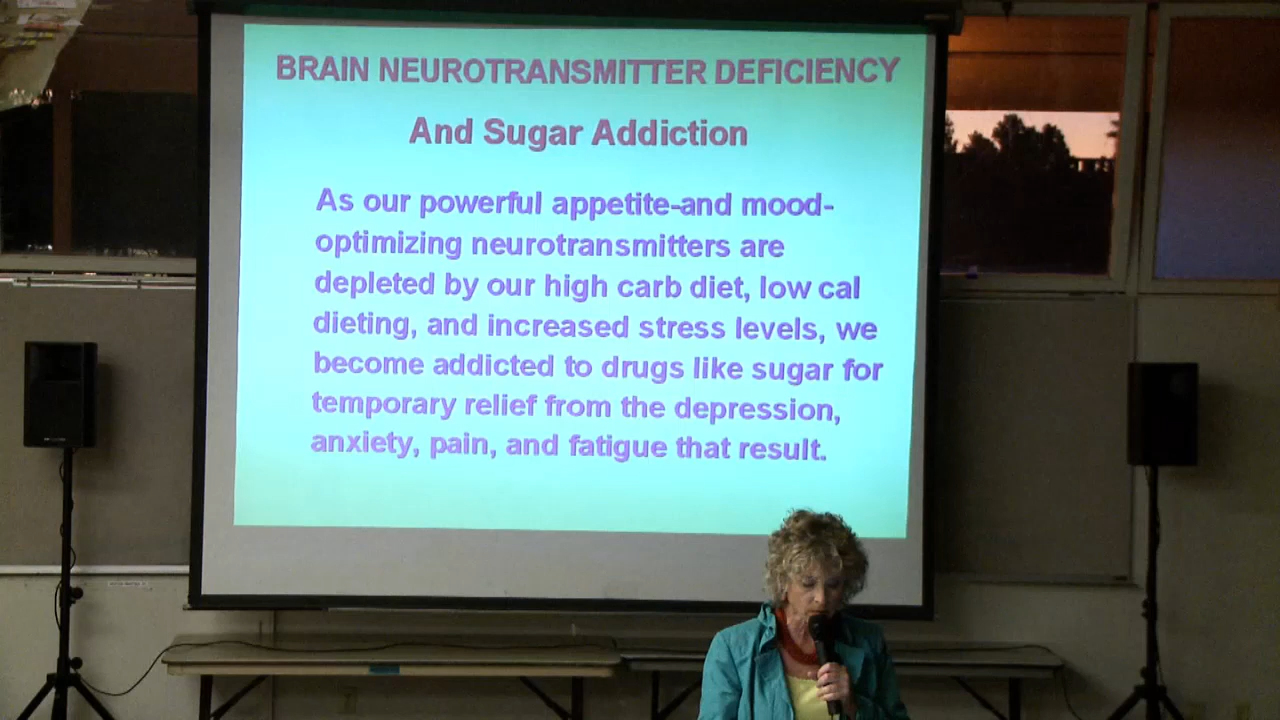 BRAIN NEUROTRANSMITTER DEFICIENCY
And Sugar Addiction
As our powerful appetite-and mood-
optimizing neurotransmitters are
depleted by our high carb diet, low cal
dieting, and increased stress levels, we
become addicted to drugs like sugar for
temporary relief from the depression,
anxiety, pain, and fatigue that result.